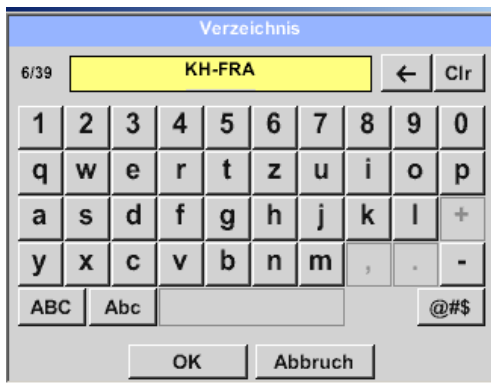 Verzeichnis
6/39 KH-FRA ← Clr
1 2 3 4 5 6 7 8 9 0
q w e r t z u i o p
a s d f g h j k l +
y x c v b n m , . -
ABC Abc @#$
OK Abbruch